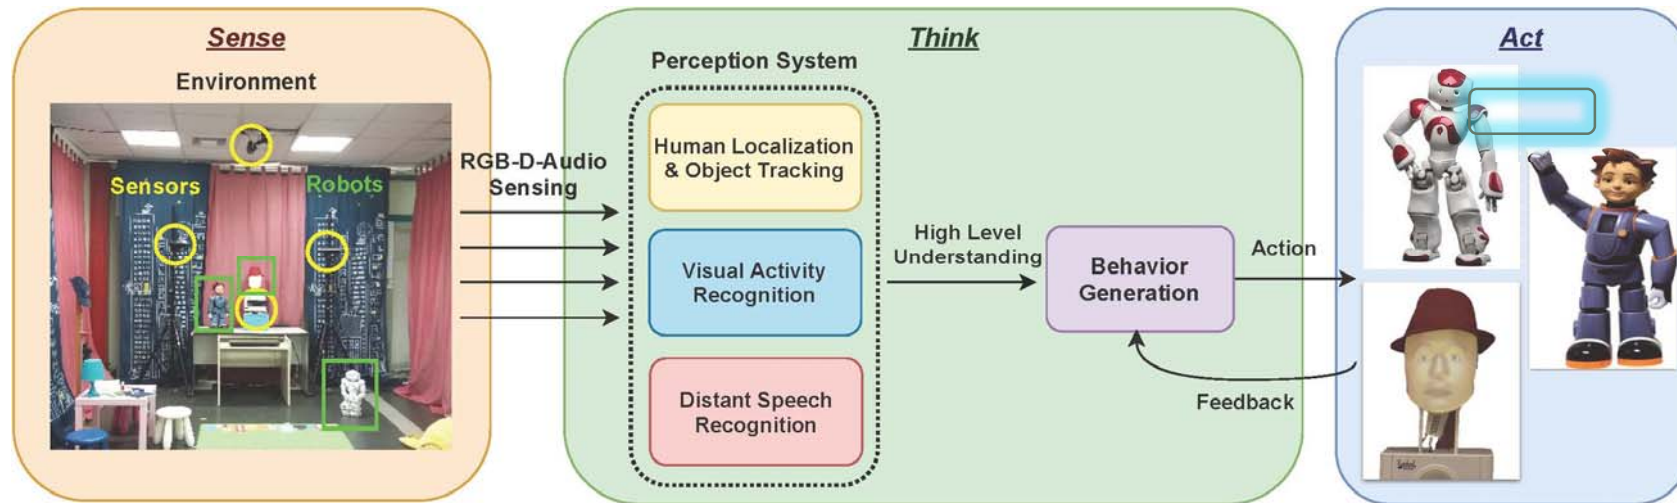 Sense
Environment
Sensors
Robots
RGB-D-Audio
Sensing
Think
Perception System
Human Localization
& Object Tracking
Visual Activity
Recognition
Distant Speech
Recognition
High Level
Understanding
Behavior
Generation
Action
Feedback
Act